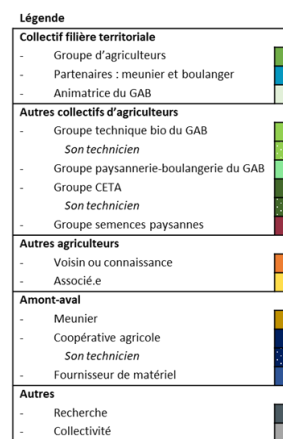 Légende
Collectif filière territoriale
- Groupe d'agriculteurs
- Partenaires : meunier et boulanger
- Animatrice du GAB
Autres collectifs d'agriculteurs
- Groupe technique bio du GAB
Son technicien
- Groupe paysannerie-boulangerie du GAB
- Groupe CETA
Son technicien
- Groupe semences paysannes
Autres agriculteurs
- Voisin ou connaissance
- Associé.e
Amont-aval
- Meunier
- Coopérative agricole
Son technicien
- Fournisseur de matériel
Autres
- Recherche
- Collectivité